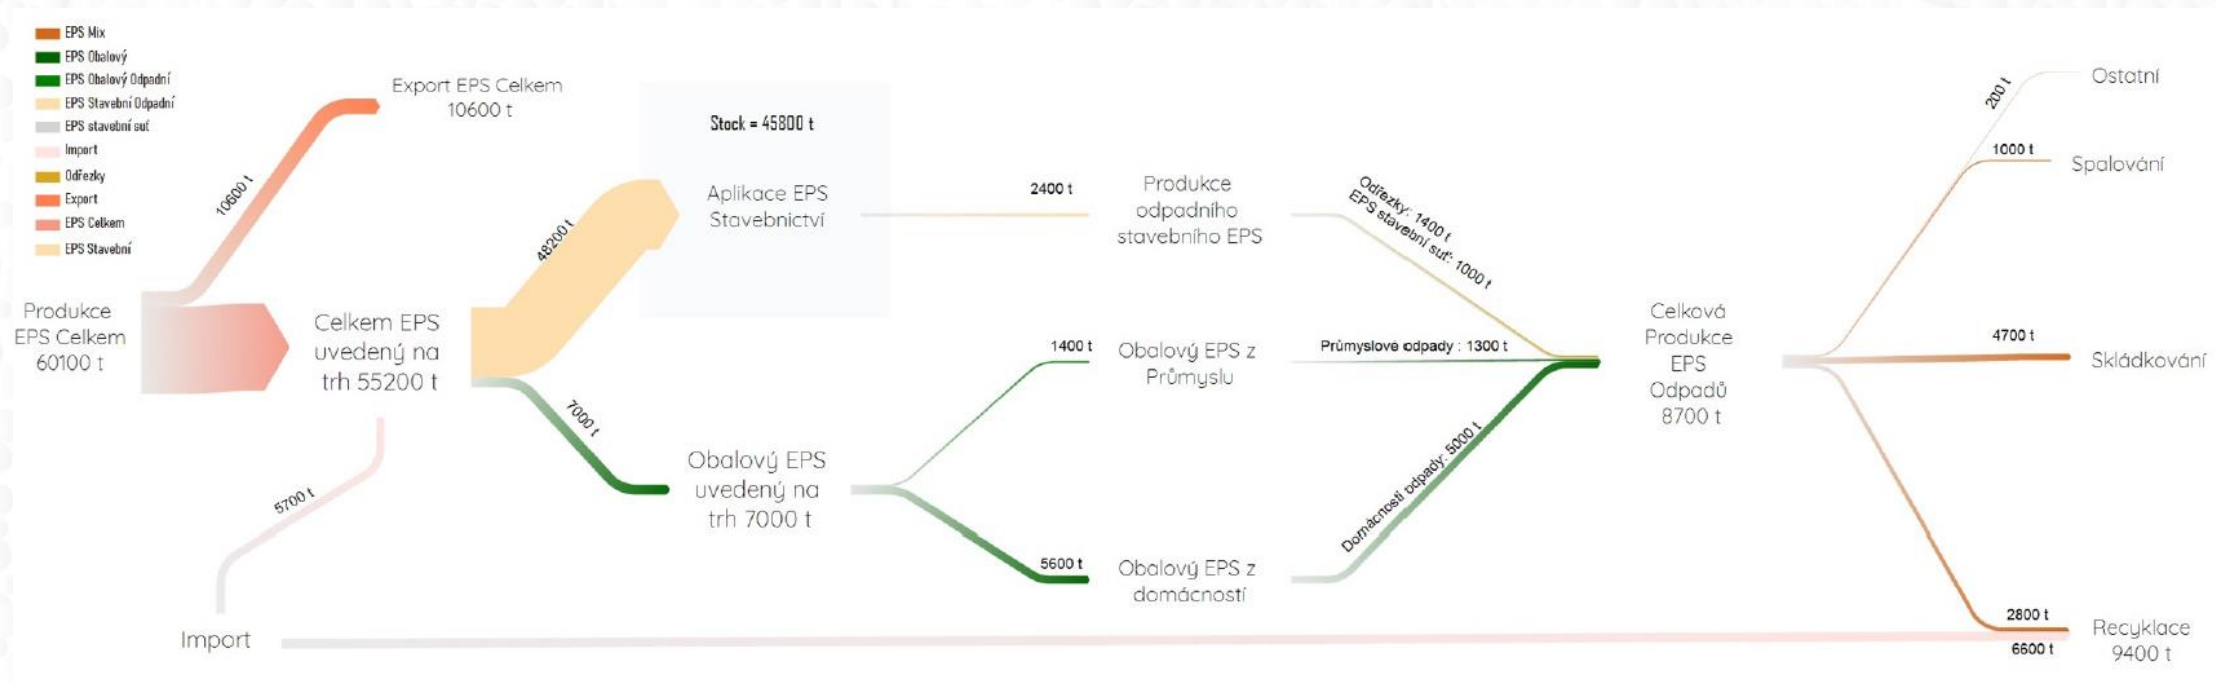 EPS Mix
EPS Obalový
EPS Obalový Odpadní
EPS Stavební Odpadní
EPS stavební suť
Import
Odřezky
Export
EPS Celkem
EPS Stavební
Produkce
EPS Celkem
60100 t
10600 t
Export EPS Celkem
10600 t
Celkem EPS
uvedený na
trh 55200 t
5700 t
Import
48200 t
7000 t
Stock = 45800 t
Aplikace EPS
Stavebnictví
Obalový EPS
uvedený na
trh 7000 t
2400 t
1400 t
5600 t
Produkce
odpadního
stavebního EPS
Obalový EPS z
Průmyslu
Obalový EPS z
domácností
Odřezky: 1400 t
EPS stavební suť: 1000 t
Průmyslové odpady : 1300 t
Domácnosti odpady: 5000 t
Celková
Produkce
EPS
Odpadů
8700 t
200 t
Ostatní
1000 t
Spalování
4700 t
Skládkování
2800 t
6600 t
Recyklace
9400 t